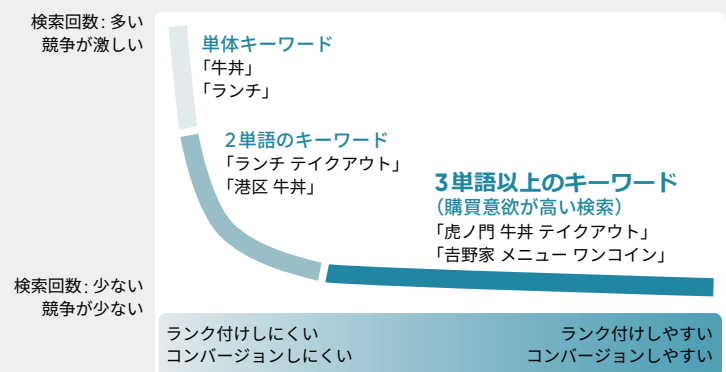 検索回数：多い
競争が激しい
単体キーワード
「牛丼」
「ランチ」
2単語のキーワード
「ランチ テイクアウト」
「港区 牛丼」
3単語以上のキーワード
（購買意欲が高い検索）
「虎ノ門 牛丼 テイクアウト」
「吉野家 メニュー ワンコイン」
検索回数：少ない
競争が少ない
ランク付けしにくい
コンバージョンしにくい
ランク付けしやすい
コンバージョンしやすい